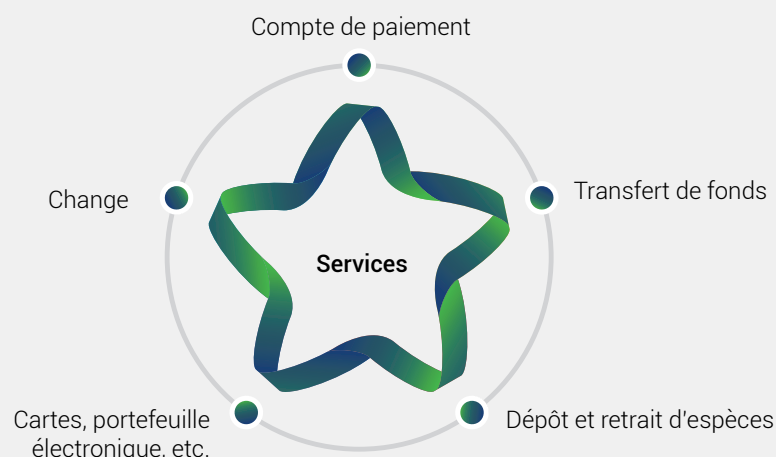 Compte de paiement
Change
Transfert de fonds
Services
Cartes, portefeuille
électronique, etc.
Dépôt et retrait d'espèces